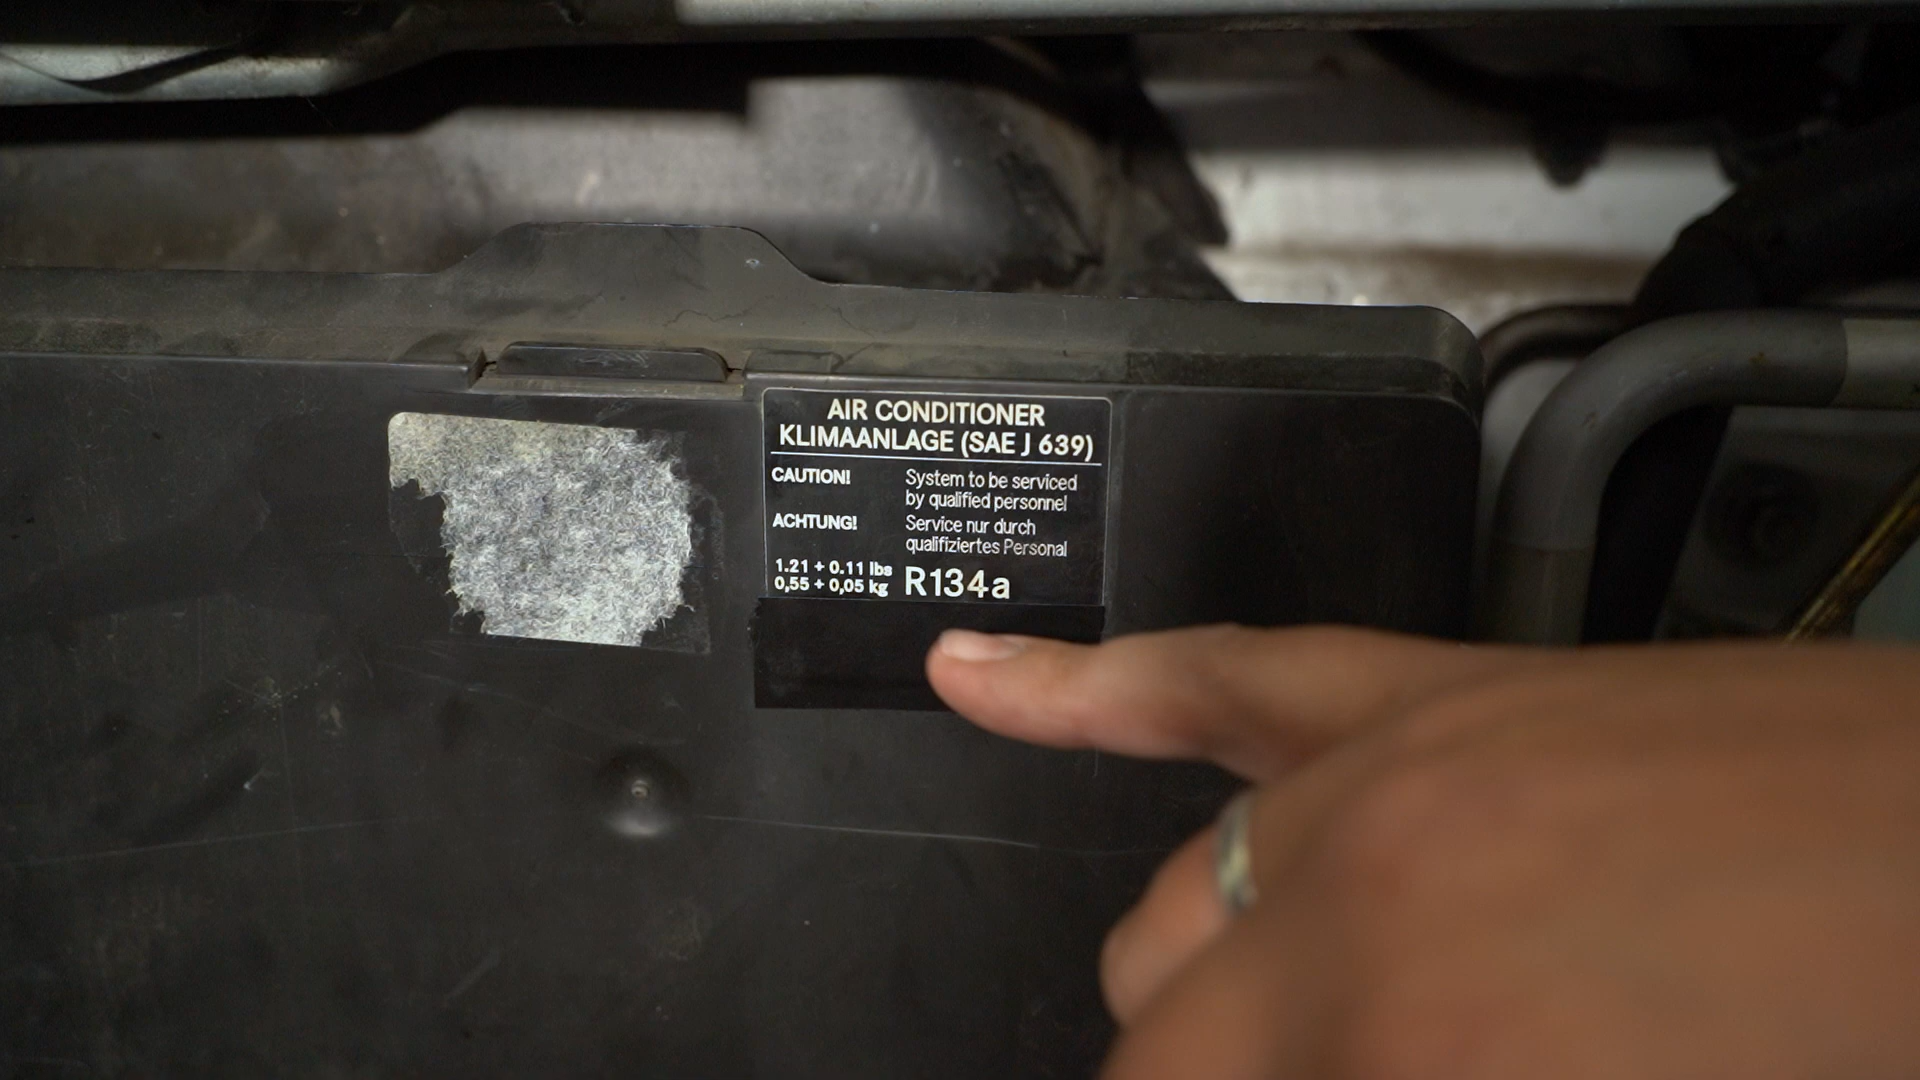 AIR CONDITIONER
KLIMAANLAGE (SAE J 639)
CAUTION! System to be serviced
by qualified personnel
ACHTUNG! Service nur durch
qualifiziertes Personal
1.21 + 0.11 lbs
0,55 + 0,05 kg R134a